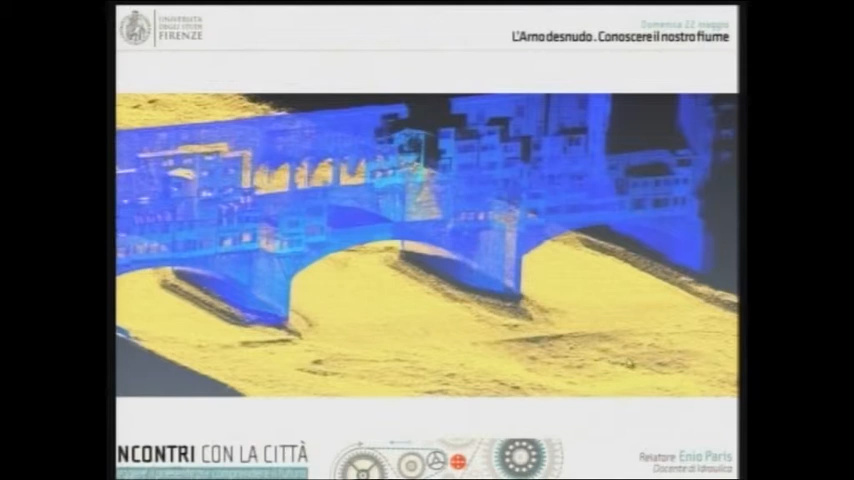 UNIVERSITÀ
DEGLI STUDI
FIRENZE
Domenica 22 maggio
L'Arno desnudo. Conoscere il nostro fiume
NCONTRI CON LA CITTÀ
Relatore Enio Paris
Docente di Idraulica